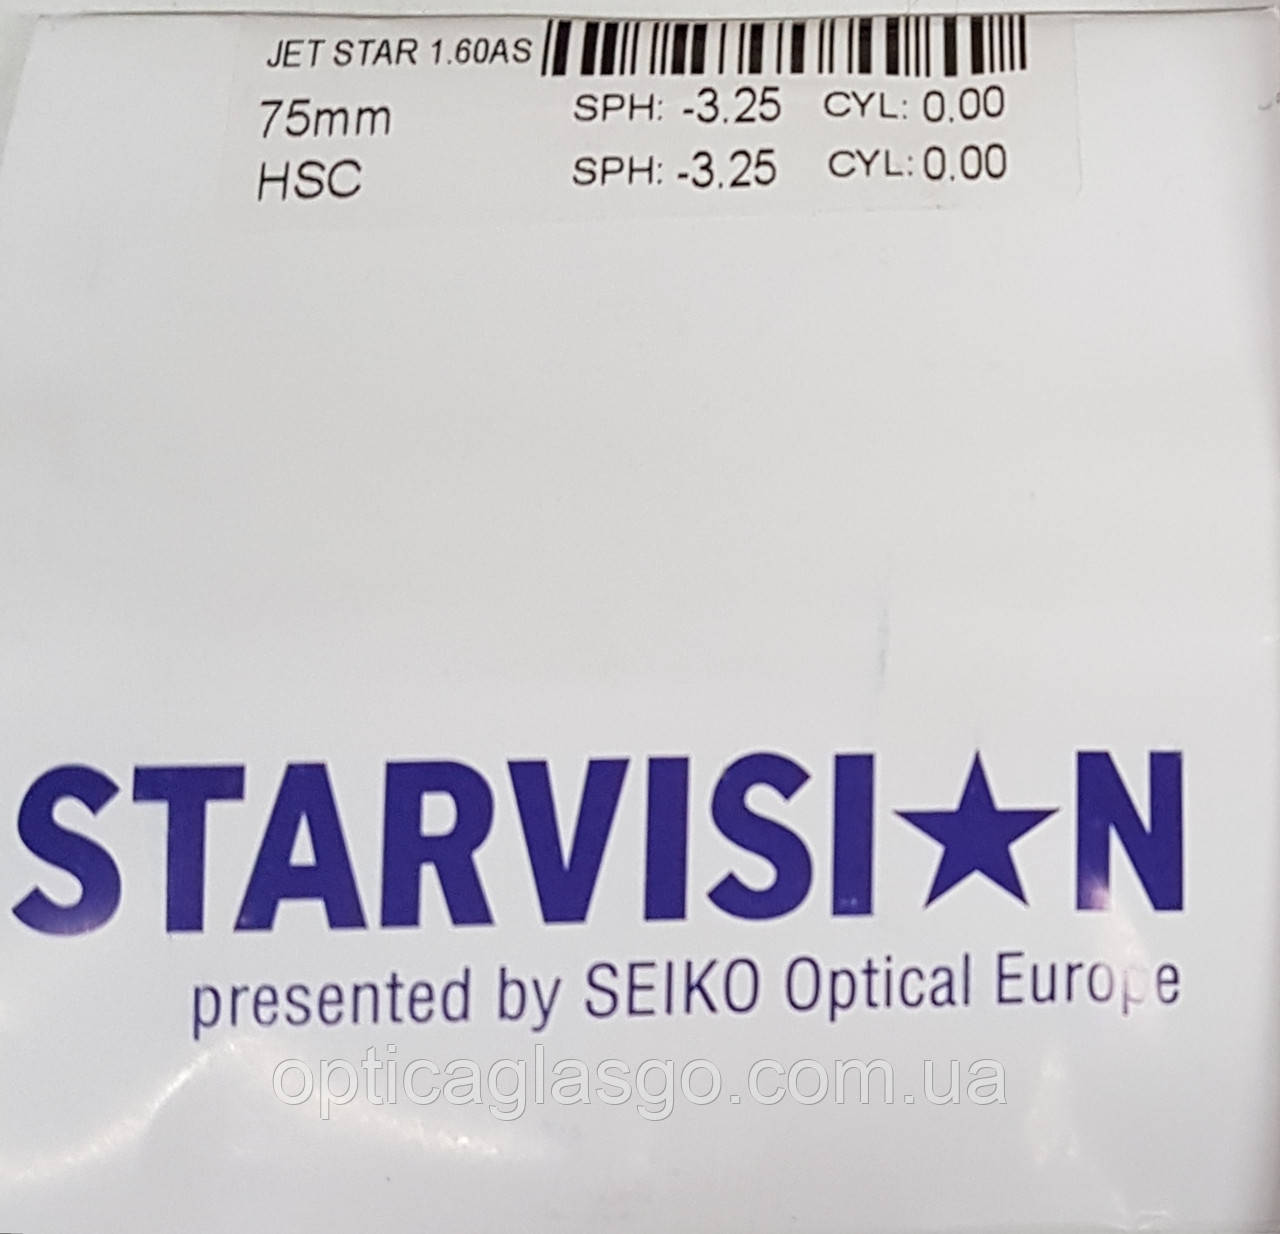 JET STAR 1.60AS
75mm SPH: -3.25 CYL: 0.00
HSC SPH: -3.25 CYL: 0.00
STARVISI★N
presented by SEIKO Optical Europe
opticaglasgo.com.ua